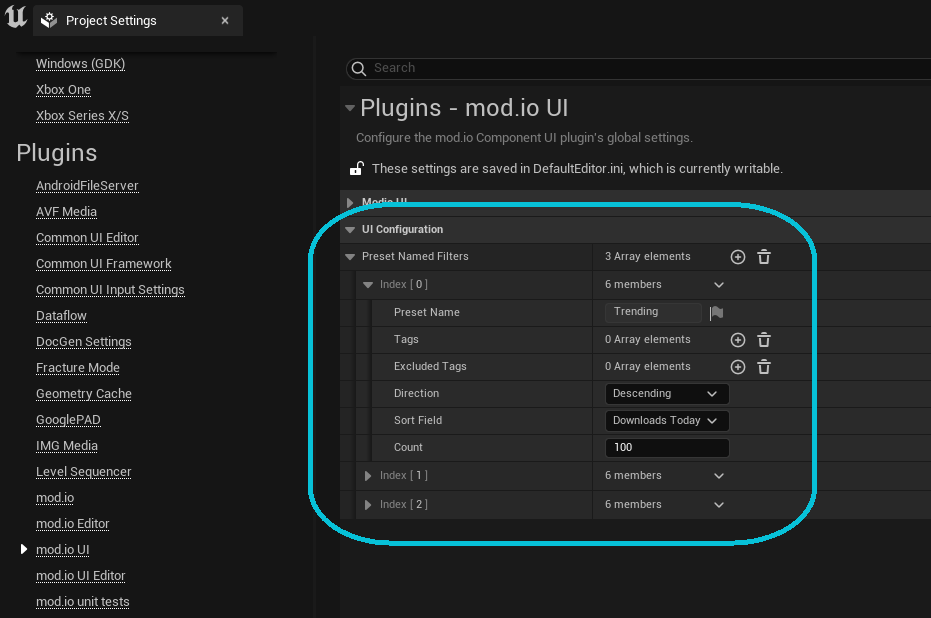 Project Settings
Windows (GDK)
Xbox One
Xbox Series X/S
Plugins
AndroidFileServer
AVF Media
Common UI Editor
Common UI Framework
Common UI Input Settings
Dataflow
DocGen Settings
Fracture Mode
Geometry Cache
GooglePAD
IMG Media
Level Sequencer
mod.io
mod.io Editor
mod.io UI
mod.io UI Editor
mod.io unit tests
Search
Plugins - mod.io UI
Configure the mod.io Component UI plugin's global settings.
These settings are saved in DefaultEditor.ini, which is currently writable.
Modio UI
UI Configuration
Preset Named Filters 3 Array elements
Index [ 0 ] 6 members
Preset Name Trending
Tags 0 Array elements
Excluded Tags 0 Array elements
Direction Descending
Sort Field Downloads Today
Count 100
Index [ 1 ] 6 members
Index [ 2 ] 6 members